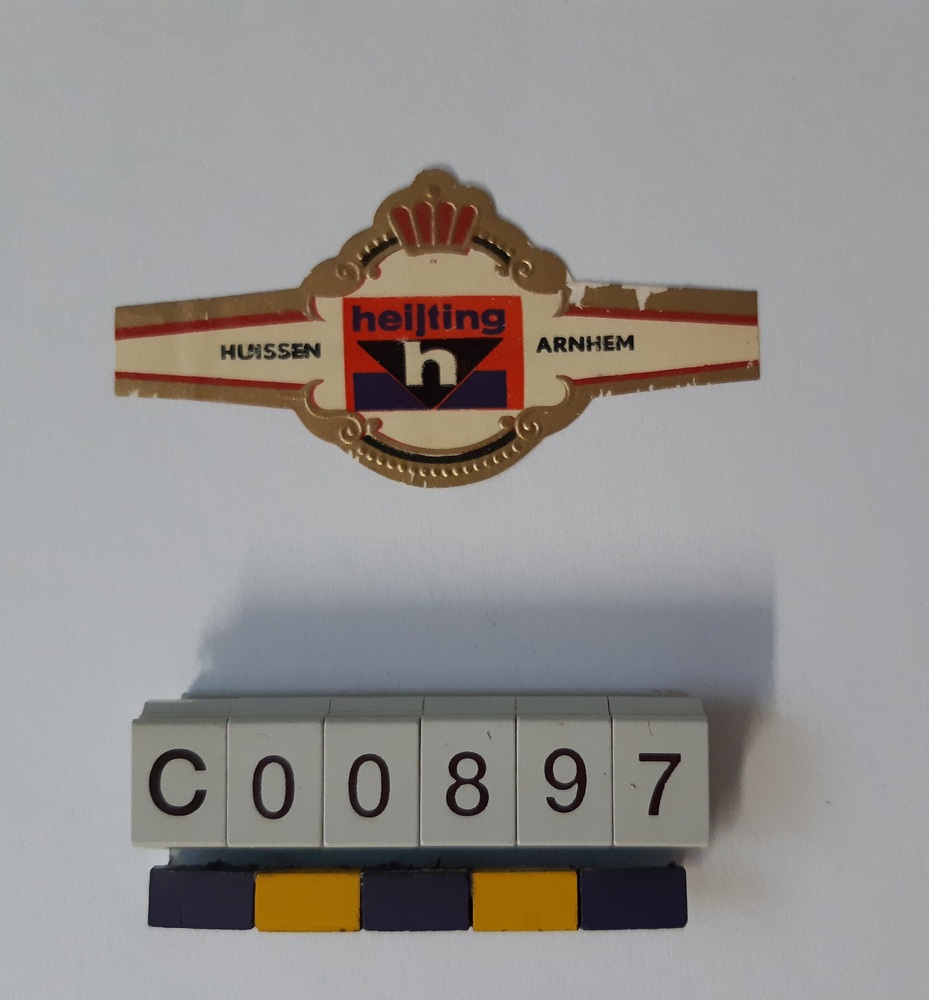 heijting
HUISSEN
h
ARNHEM
C00897